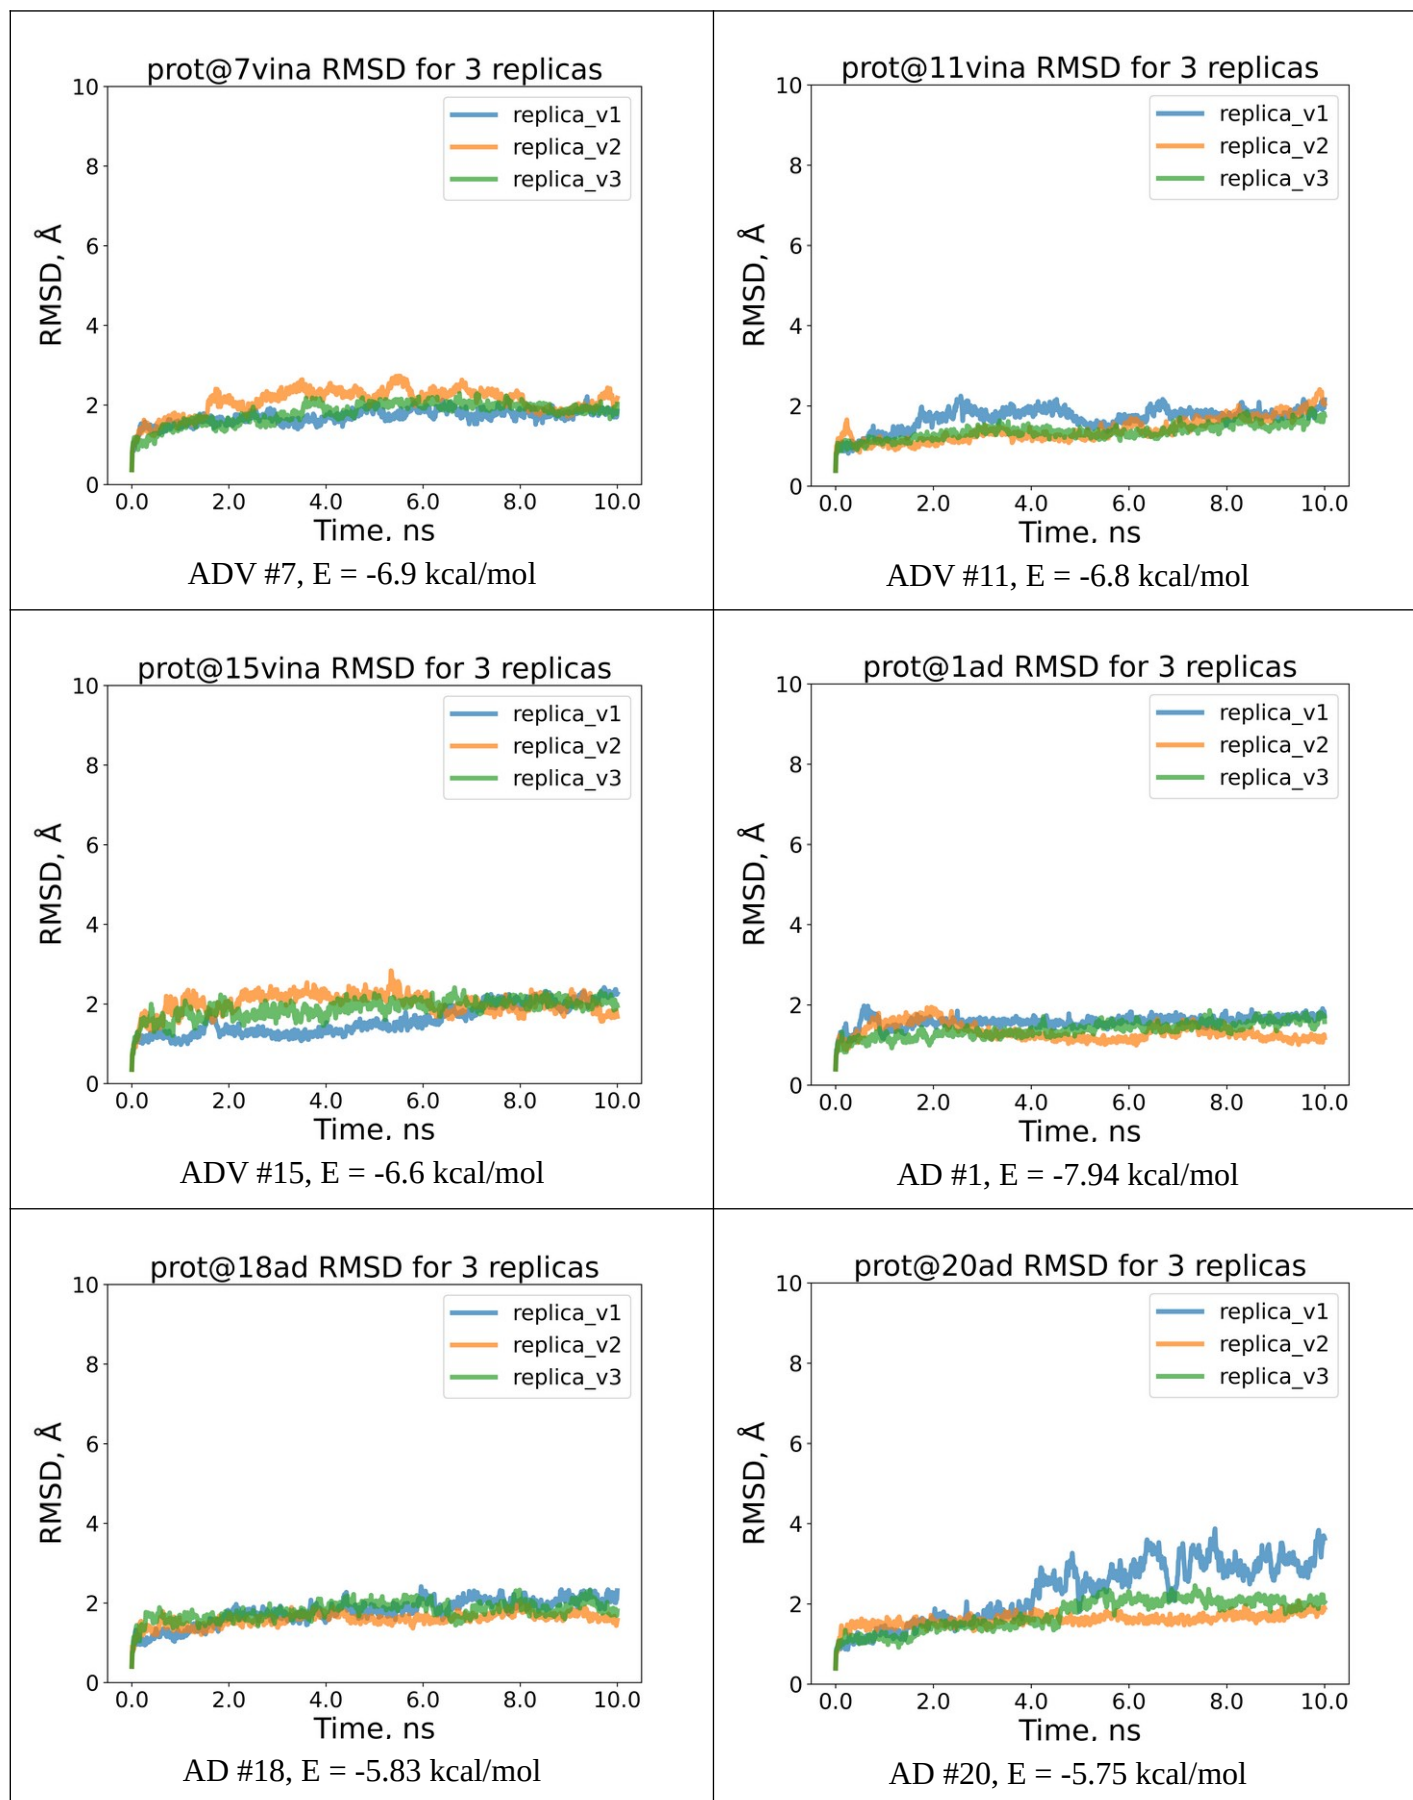 prot@7vina RMSD for 3 replicas
10
8
6
4
2
0
RMSD, Å
replica_v1
replica_v2
replica_v3
0.0 2.0 4.0 6.0 8.0 10.0
Time, ns
ADV #7, E = -6.9 kcal/mol
prot@11vina RMSD for 3 replicas
10
8
6
4
2
0
RMSD, Å
replica_v1
replica_v2
replica_v3
0.0 2.0 4.0 6.0 8.0 10.0
Time, ns
ADV #11, E = -6.8 kcal/mol
prot@15vina RMSD for 3 replicas
10
8
6
4
2
0
RMSD, Å
replica_v1
replica_v2
replica_v3
0.0 2.0 4.0 6.0 8.0 10.0
Time, ns
ADV #15, E = -6.6 kcal/mol
prot@1ad RMSD for 3 replicas
10
8
6
4
2
0
RMSD, Å
replica_v1
replica_v2
replica_v3
0.0 2.0 4.0 6.0 8.0 10.0
Time, ns
AD #1, E = -7.94 kcal/mol
prot@18ad RMSD for 3 replicas
10
8
6
4
2
0
RMSD, Å
replica_v1
replica_v2
replica_v3
0.0 2.0 4.0 6.0 8.0 10.0
Time, ns
AD #18, E = -5.83 kcal/mol
prot@20ad RMSD for 3 replicas
10
8
6
4
2
0
RMSD, Å
replica_v1
replica_v2
replica_v3
0.0 2.0 4.0 6.0 8.0 10.0
Time, ns
AD #20, E = -5.75 kcal/mol